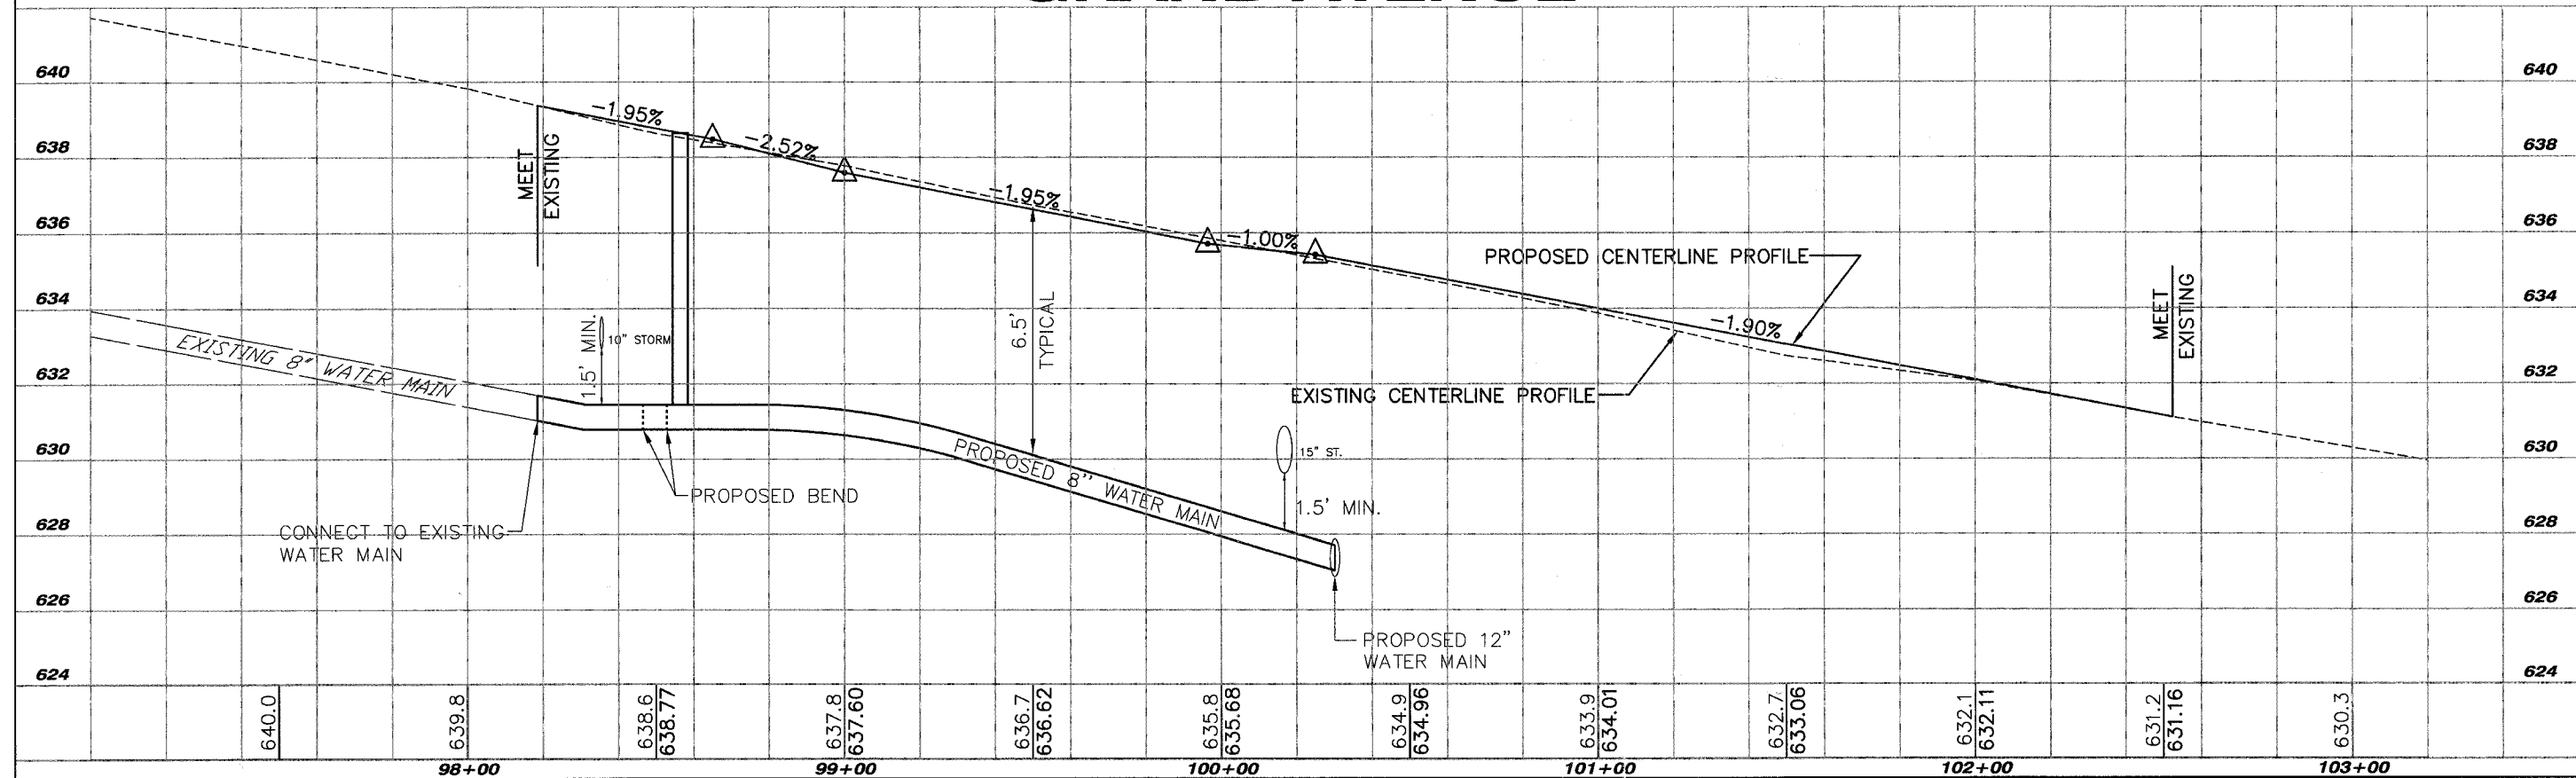 640
640
638
638
636
636
634
634
632
632
630
630
628
628
626
626
624
624
-1.95%
-2.52%
-1.95%
-1.00%
-1.90%
MEET
EXISTING
PROPOSED CENTERLINE PROFILE
MEET
EXISTING
EXISTING 8" WATER MAIN
1.5' MIN.
10" STORM
6.5'
TYPICAL
EXISTING CENTERLINE PROFILE
PROPOSED 8" WATER MAIN
15" ST.
1.5' MIN.
PROPOSED BEND
CONNECT TO EXISTING
WATER MAIN
PROPOSED 12"
WATER MAIN
640.0
639.8
638.6
638.77
637.8
637.60
636.7
636.62
635.8
635.68
634.9
634.96
633.9
634.01
632.7
633.06
632.1
632.11
631.2
631.16
630.3
98+00
99+00
100+00
101+00
102+00
103+00